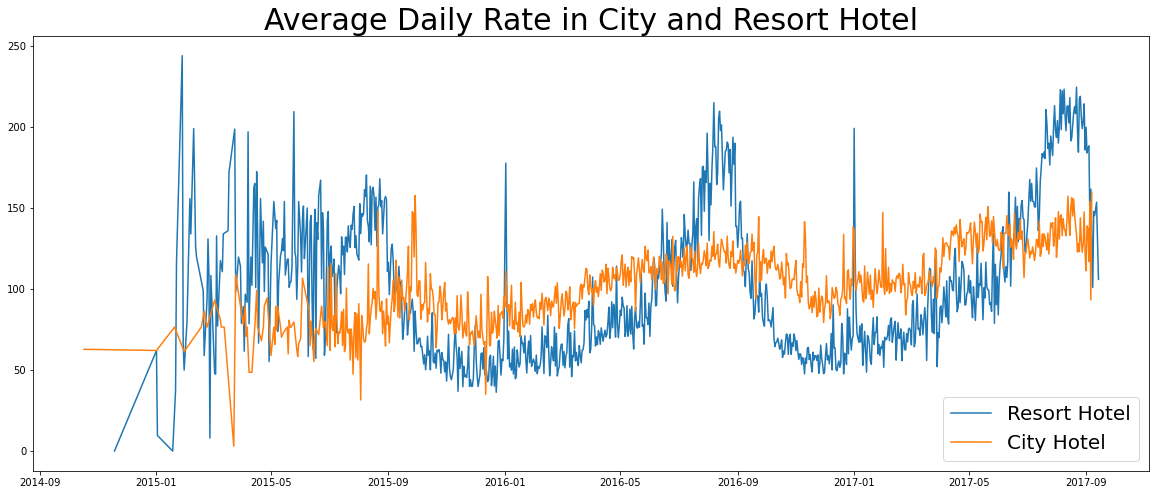 Average Daily Rate in City and Resort Hotel
250
200
150
100
50
0
Resort Hotel
City Hotel
2014-09 2015-01 2015-05 2015-09 2016-01 2016-05 2016-09 2017-01 2017-05 2017-09